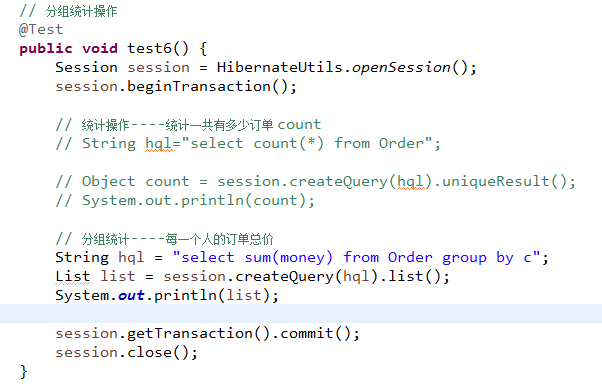 // 分组统计操作
@Test
public void test6() {
    Session session = HibernateUtils.openSession();
    session.beginTransaction();

    // 统计操作----统计一共有多少订单 count
    // String hql="select count(*) from Order";

    // Object count = session.createQuery(hql).uniqueResult();
    // System.out.println(count);

    // 分组统计----每一个人的订单总价
    String hql = "select sum(money) from Order group by c";
    List list = session.createQuery(hql).list();
    System.out.println(list);

    session.getTransaction().commit();
    session.close();
}